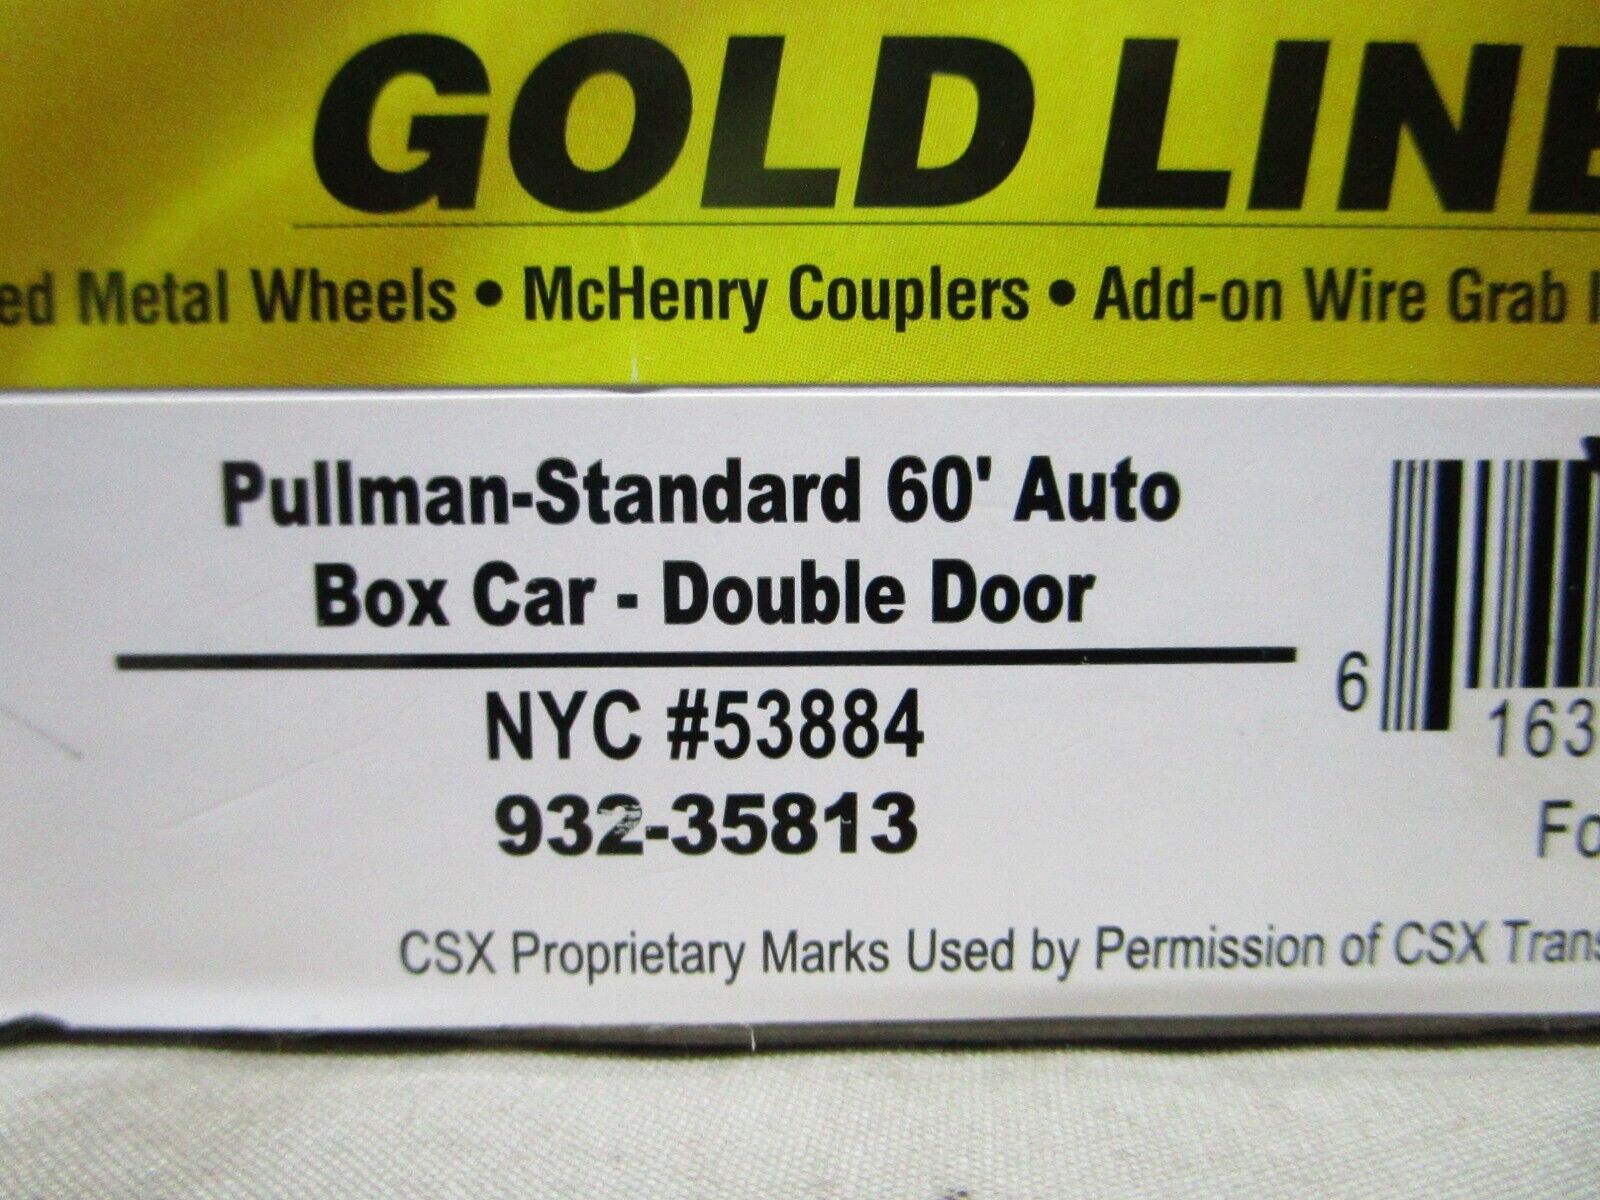 GOLD LINE
ed Metal Wheels • McHenry Couplers • Add-on Wire Grab
Pullman-Standard 60' Auto
Box Car - Double Door
NYC #53884
932-35813
6 163
Fo
CSX Proprietary Marks Used by Permission of CSX Trans